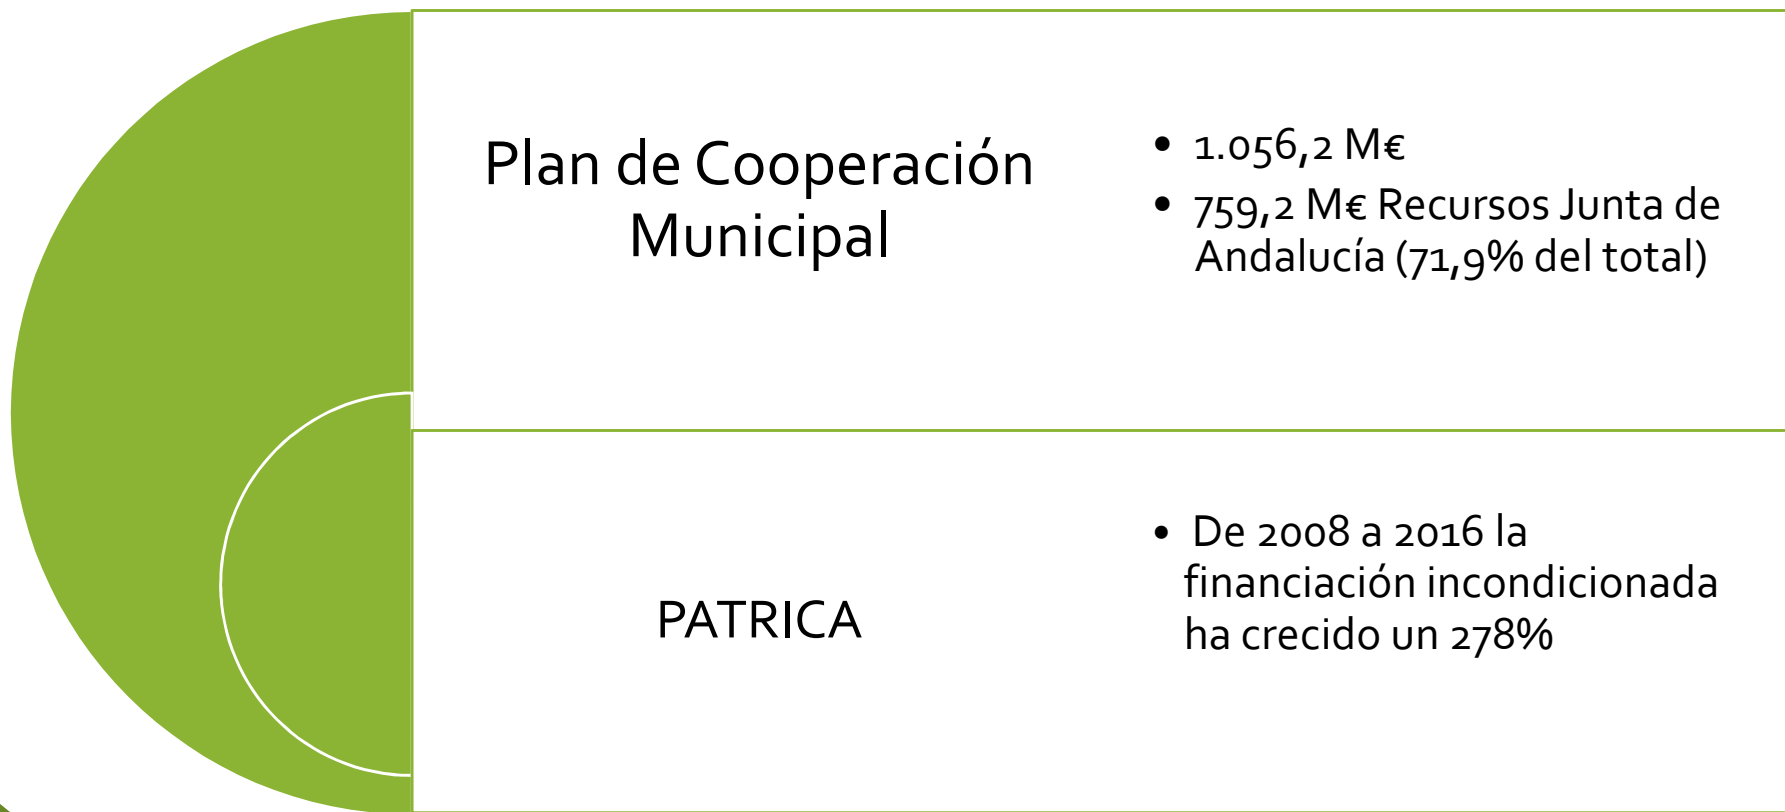 Plan de Cooperación
Municipal
• 1.056,2 M€
• 759,2 M€ Recursos Junta de
Andalucía (71,9% del total)
PATRICA
• De 2008 a 2016 la
financiación incondicionada
ha crecido un 278%